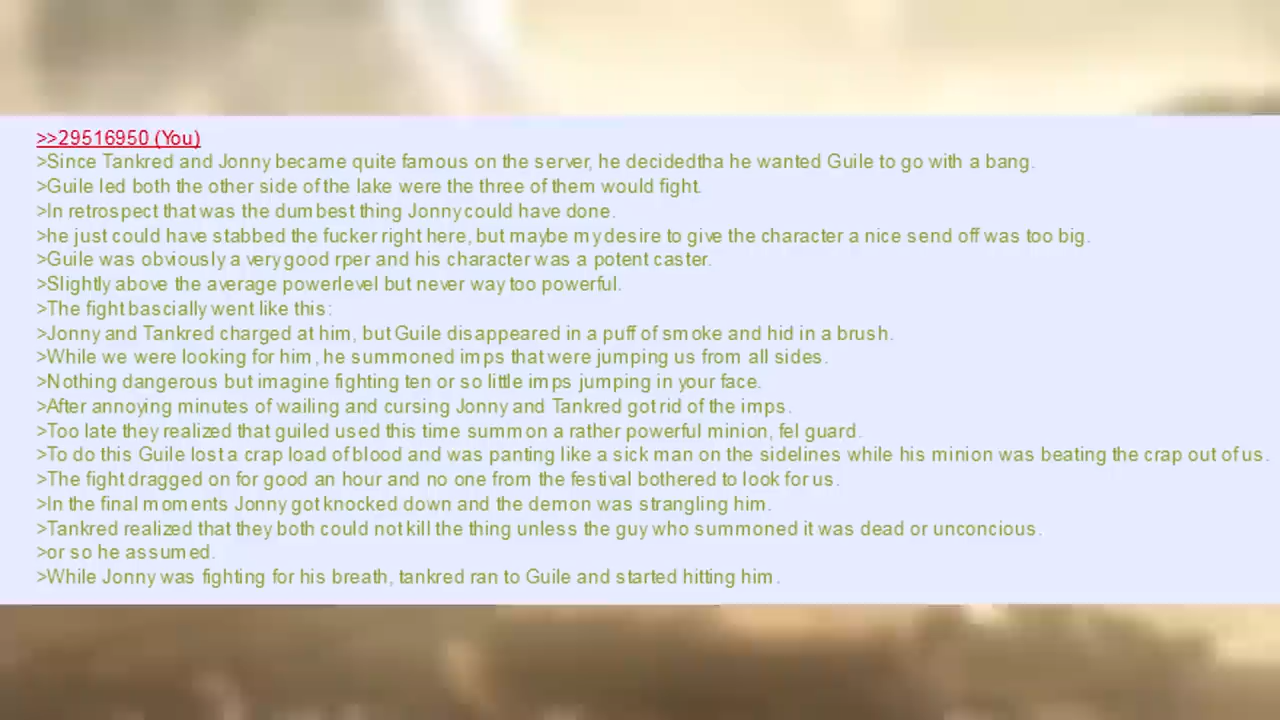 >>29516950 (You)
>Since Tankred and Jonny became quite famous on the server, he decidedtha he wanted Guile to go with a bang.
>Guile led both the other side of the lake were the three of them would fight.
>In retrospect that was the dumbest thing Jonny could have done.
>he just could have stabbed the fucker right here, but maybe my desire to give the character a nice send off was too big.
>Guile was obviously a very good rper and his character was a potent caster.
>Slightly above the average powerlevel but never way too powerful.
>The fight bascially went like this:
>Jonny and Tankred charged at him, but Guile disappeared in a puff of smoke and hid in a brush.
>While we were looking for him, he summoned imps that were jumping us from all sides.
>Nothing dangerous but imagine fighting ten or so little imps jumping in your face.
>After annoying minutes of wailing and cursing Jonny and Tankred got rid of the imps.
>Too late they realized that guiled used this time summon a rather powerful minion, fel guard.
>To do this Guile lost a crap load of blood and was panting like a sick man on the sidelines while his minion was beating the crap out of us.
>The fight dragged on for good an hour and no one from the festival bothered to look for us.
>In the final moments Jonny got knocked down and the demon was strangling him.
>Tankred realized that they both could not kill the thing unless the guy who summoned it was dead or unconcious.
>or so he assumed.
>While Jonny was fighting for his breath, tankred ran to Guile and started hitting him.